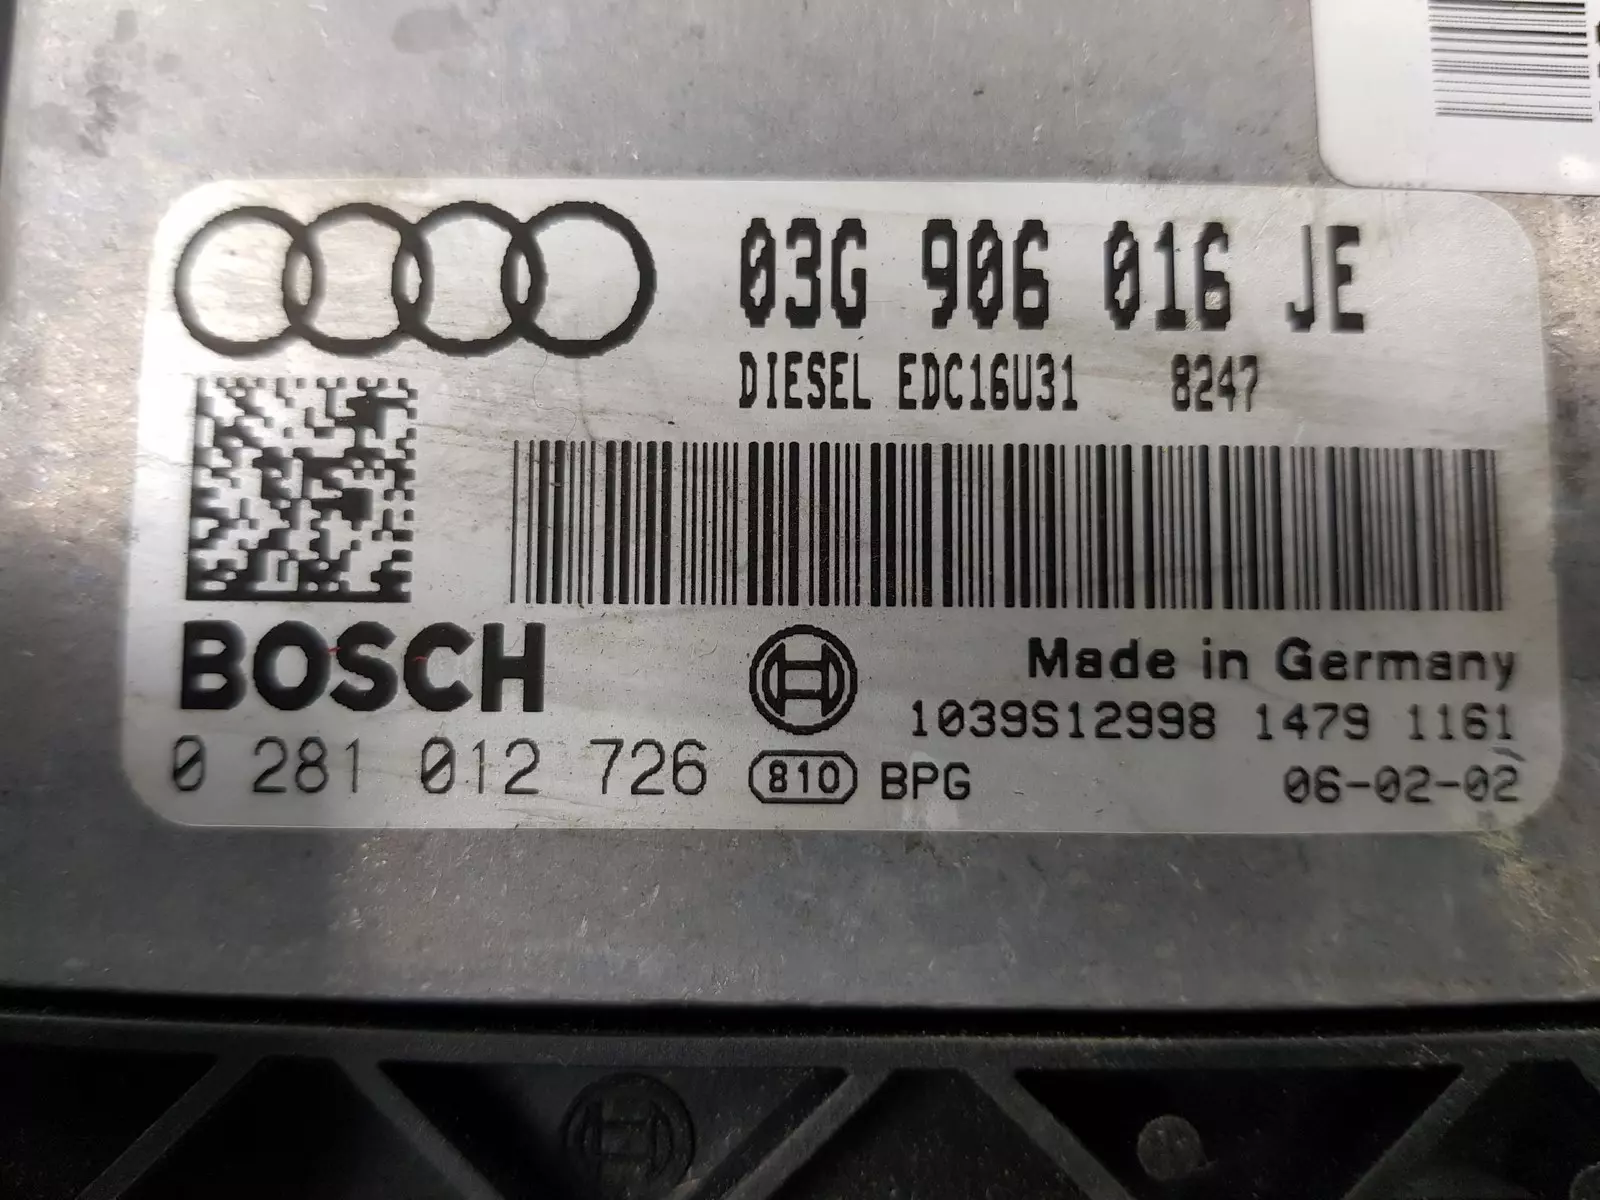 03G 906 016 JE
DIESEL EDC16U31 8247
BOSCH
Made in Germany
1039S12998 1479 1161
0 281 012 726 810 BPG 06-02-02